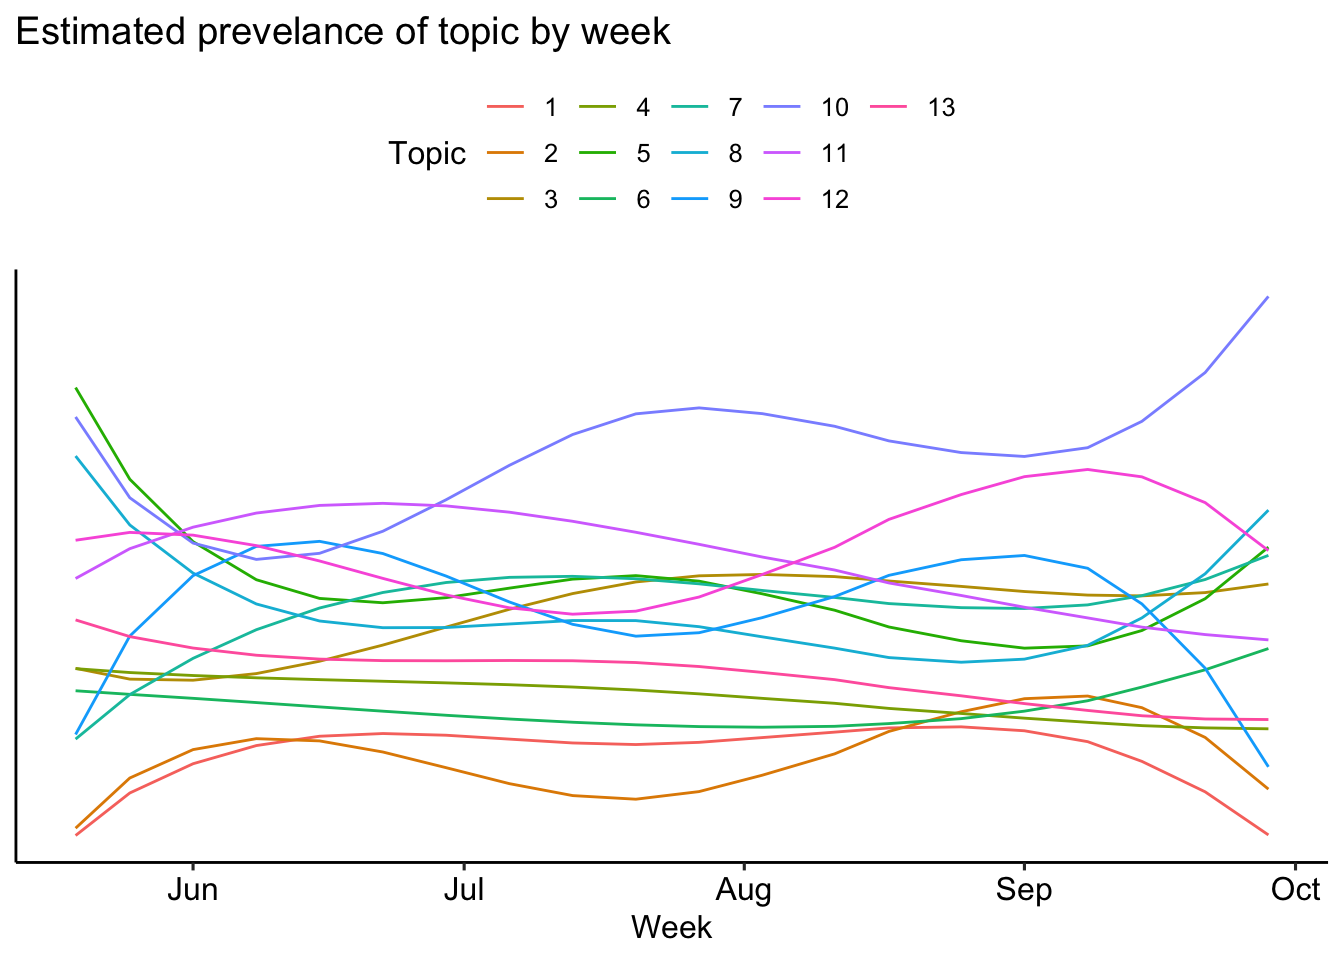 Estimated prevelance of topic by week
1 4 7 10 13
Topic 2 5 8 11
3 6 9 12
Jun Jul Aug Sep Oct
Week